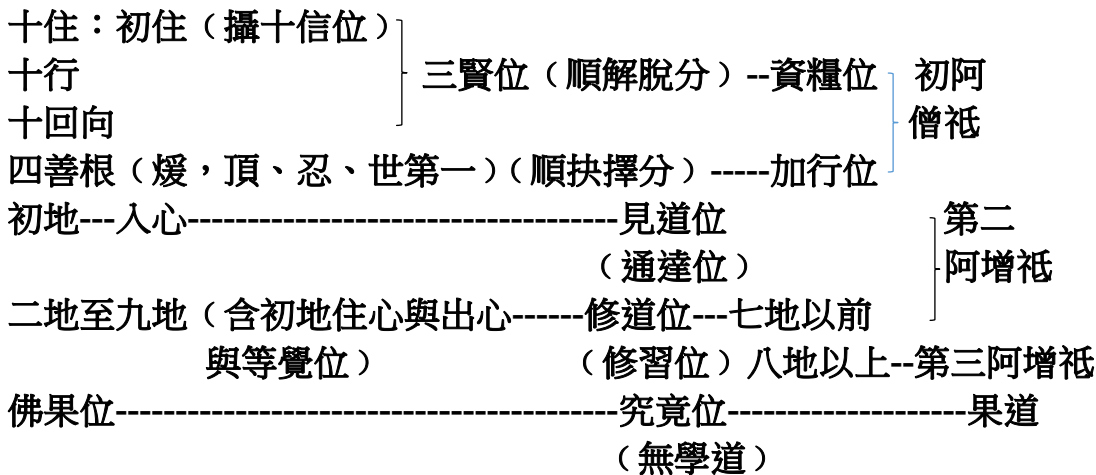 十住：初住（攝十信位）
十行 三賢位（順解脫分）--資糧位 初阿
十回向 僧祇
四善根（煖，頂、忍、世第一）（順抉擇分）-----加行位
初地---入心------------------------------------見道位 第二
（通達位） 阿增祇
二地至九地（含初地住心與出心------修道位---七地以前
與等覺位） （修習位）八地以上--第三阿增祇
佛果位------------------------------------------究竟位--------------------果道
（無學道）